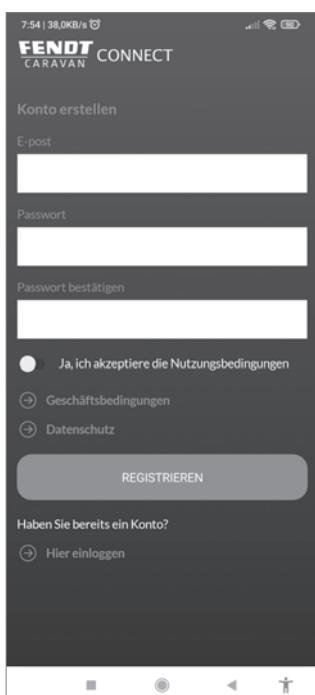 7:54 | 38,0KB/s
FENDT CONNECT
CARAVAN
Konto erstellen
E-post
Passwort
Passwort bestätigen
Ja, ich akzeptiere die Nutzungsbedingungen
Geschäftsbedingungen
Datenschutz
REGISTRIEREN
Haben Sie bereits ein Konto?
Hier einloggen